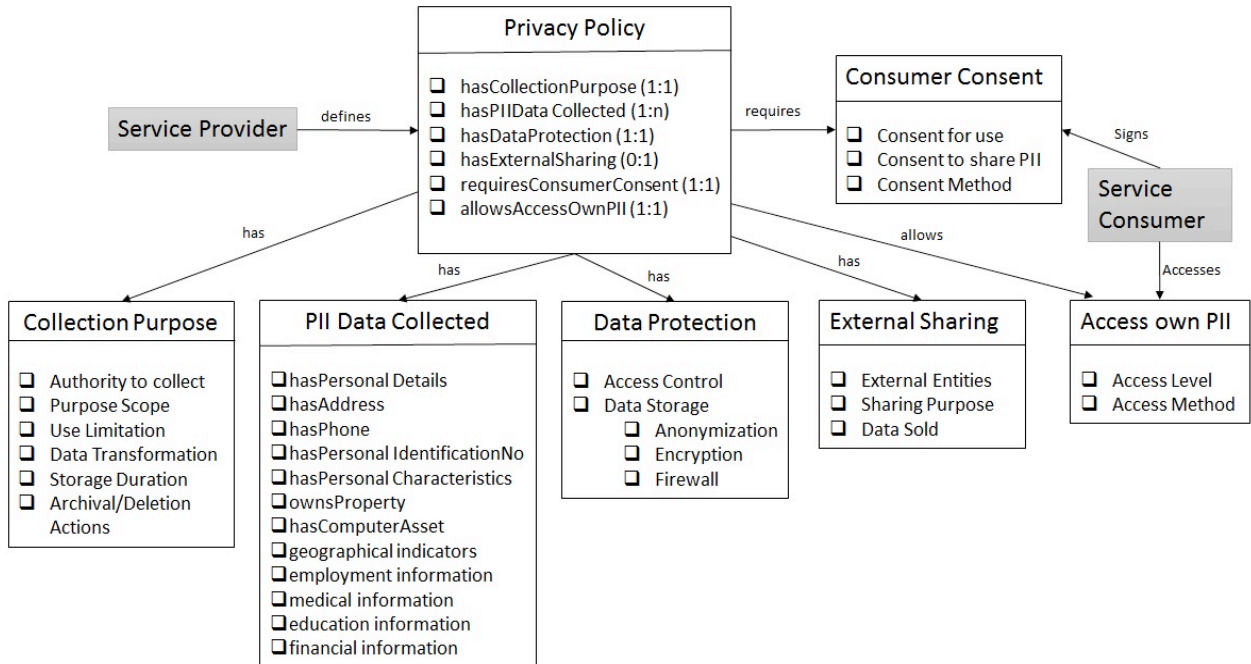 Privacy Policy
hasCollectionPurpose (1:1)
hasPIIData Collected (1:n)
hasDataProtection (1:1)
hasExternalSharing (0:1)
requiresConsumerConsent (1:1)
allowsAccessOwnPII (1:1)
Service Provider
defines
requires
Consumer Consent
Consent for use
Consent to share PII
Consent Method
Signs
Service
Consumer
Accesses
has
has
has
has
allows
Collection Purpose
Authority to collect
Purpose Scope
Use Limitation
Data Transformation
Storage Duration
Archival/Deletion
Actions
PII Data Collected
hasPersonal Details
hasAddress
hasPhone
hasPersonal IdentificationNo
hasPersonal Characteristics
ownsProperty
hasComputerAsset
geographical indicators
employment information
medical information
education information
financial information
Data Protection
Access Control
Data Storage
Anonymization
Encryption
Firewall
External Sharing
External Entities
Sharing Purpose
Data Sold
Access own PII
Access Level
Access Method